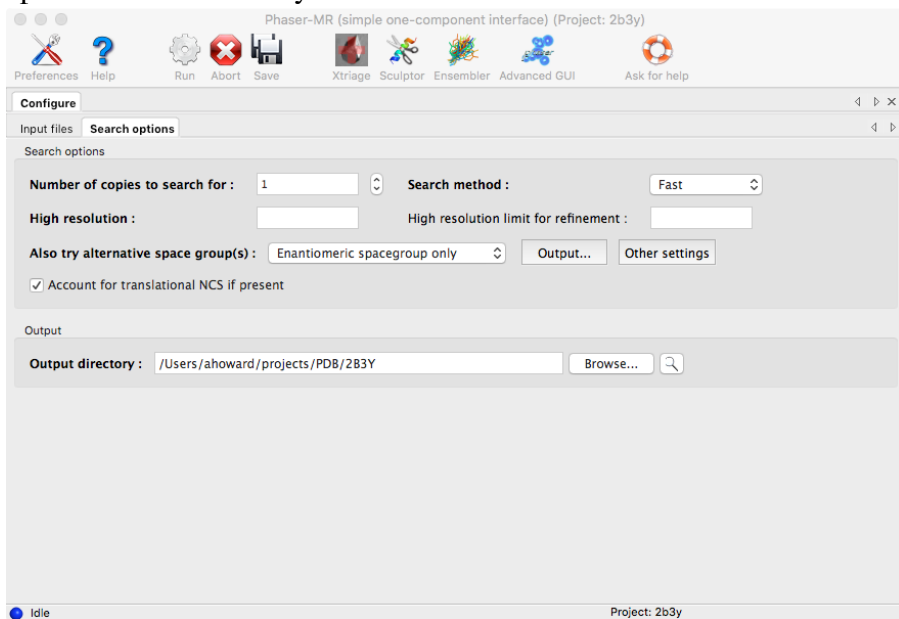 Phaser-MR (simple one-component interface) (Project: 2b3y)
Preferences Help Run Abort Save Xtriage Sculptor Ensembler Advanced GUI Ask for help
Configure
Input files Search options
Search options
Number of copies to search for : 1 Search method : Fast
High resolution : High resolution limit for refinement :
Also try alternative space group(s) : Enantiomeric spacegroup only Output... Other settings
Account for translational NCS if present
Output
Output directory : /Users/ahoward/projects/PDB/2B3Y Browse...
Idle Project: 2b3y